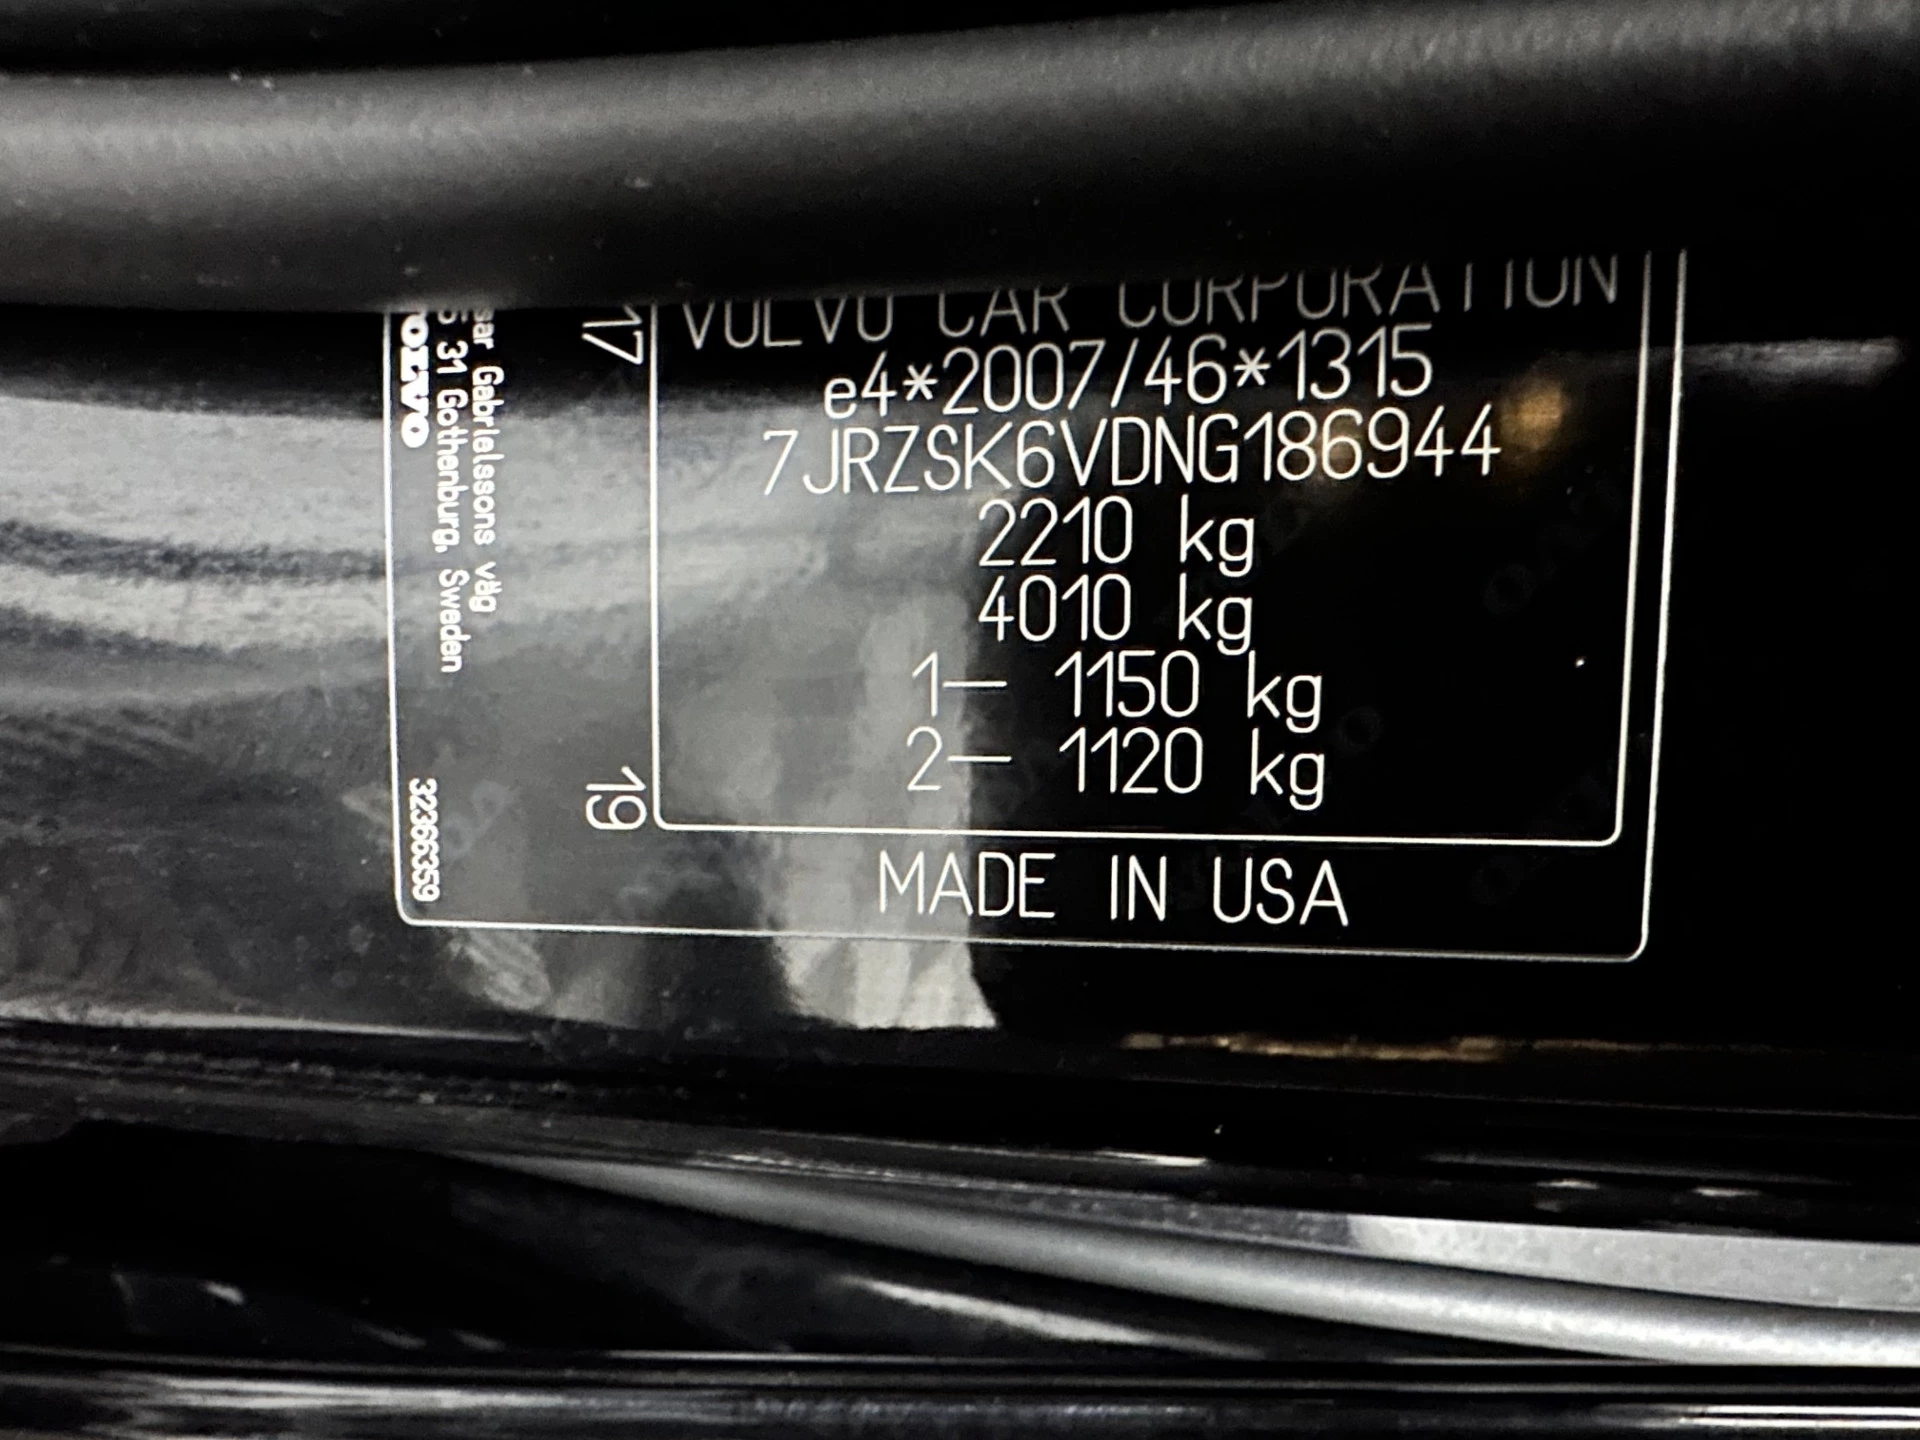 VOLVO CAR CORPORATION
e4*2007/46*1315
7JRZSK6VDNG186944
2210 kg
4010 kg
1– 1150 kg
2– 1120 kg
MADE IN USA
17
19
Gabrielssons väg
31 Gothenburg, Sweden
VOLVO
32366359